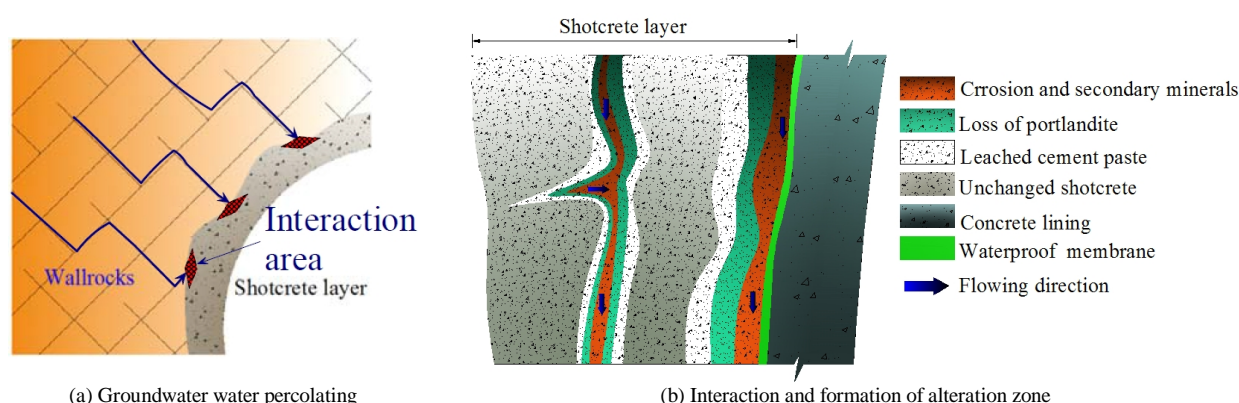 Interaction
area
Wallrocks
Shotcrete layer
(a) Groundwater water percolating
Shotcrete layer
Crrosion and secondary minerals
Loss of portlandite
Leached cement paste
Unchanged shotcrete
Concrete lining
Waterproof membrane
Flowing direction
(b) Interaction and formation of alteration zone